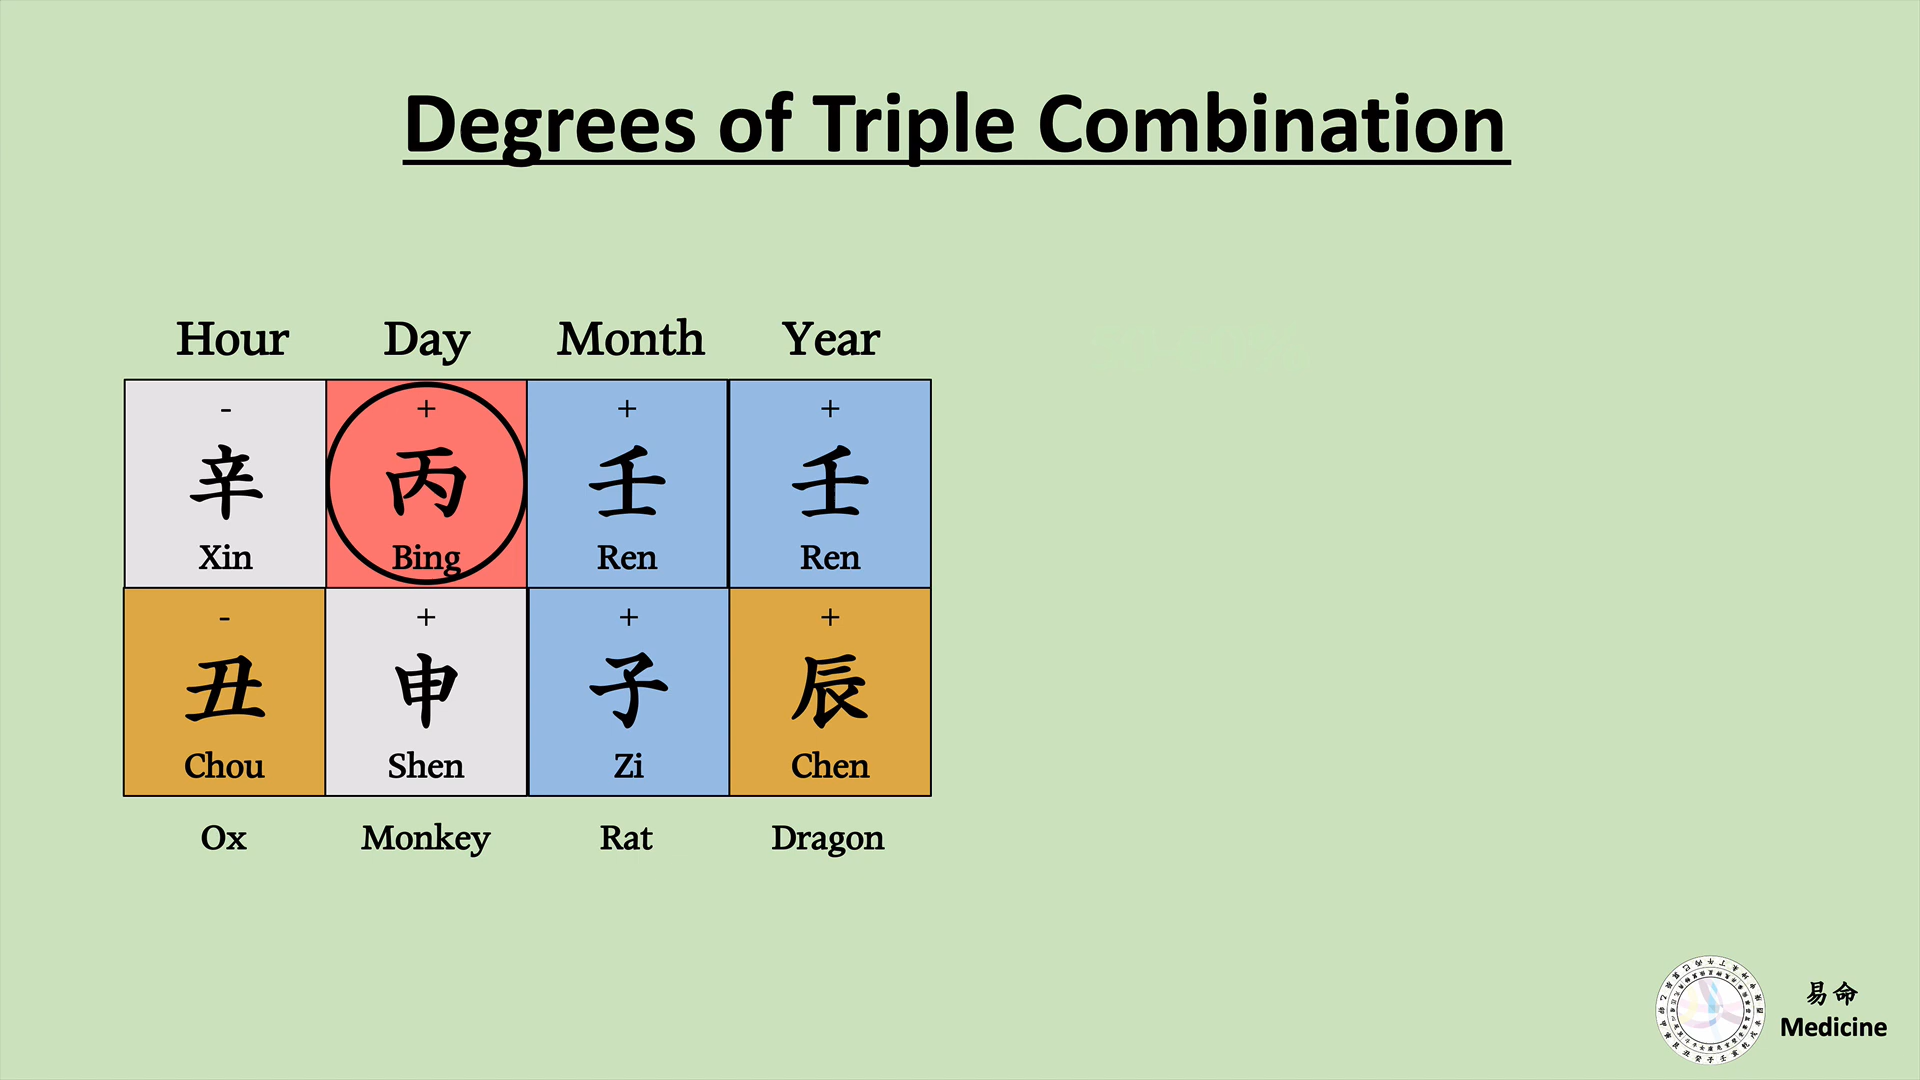 Degrees of Triple Combination
Hour Day Month Year
- + + +
辛 丙 壬 壬
Xin Bing Ren Ren
- + + +
丑 申 子 辰
Chou Shen Zi Chen
Ox Monkey Rat Dragon
易命
Medicine